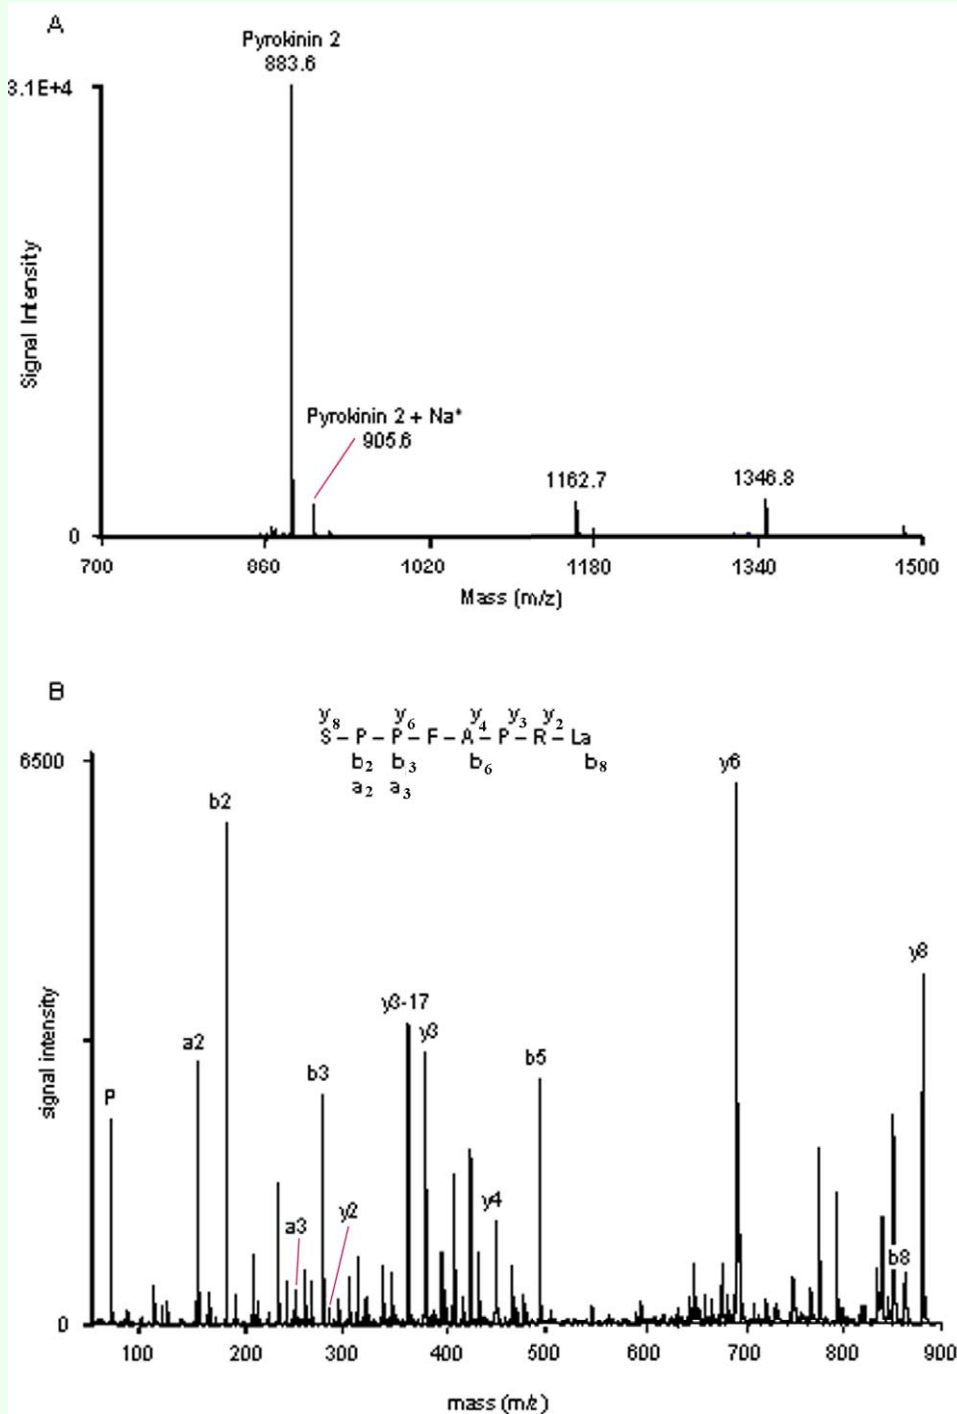 A
Pyrokinin 2
883.6
3.1E+4
Signal Intensity
Pyrokinin 2 + Na+
905.6
1162.7
1346.8
0
700 860 1020 1180 1340 1500
Mass (m/z)
B
y8 y6 y4 y3 y2
S – P – P – F – A – P – R – La
b2 b3 b6 b8
a2 a3
6500
y6
b2
y8
signal intensity
y3-17
a2
y3
b5
P
b3
y4
a3
y2
b8
0
100 200 300 400 500 600 700 800 900
mass (m/z)